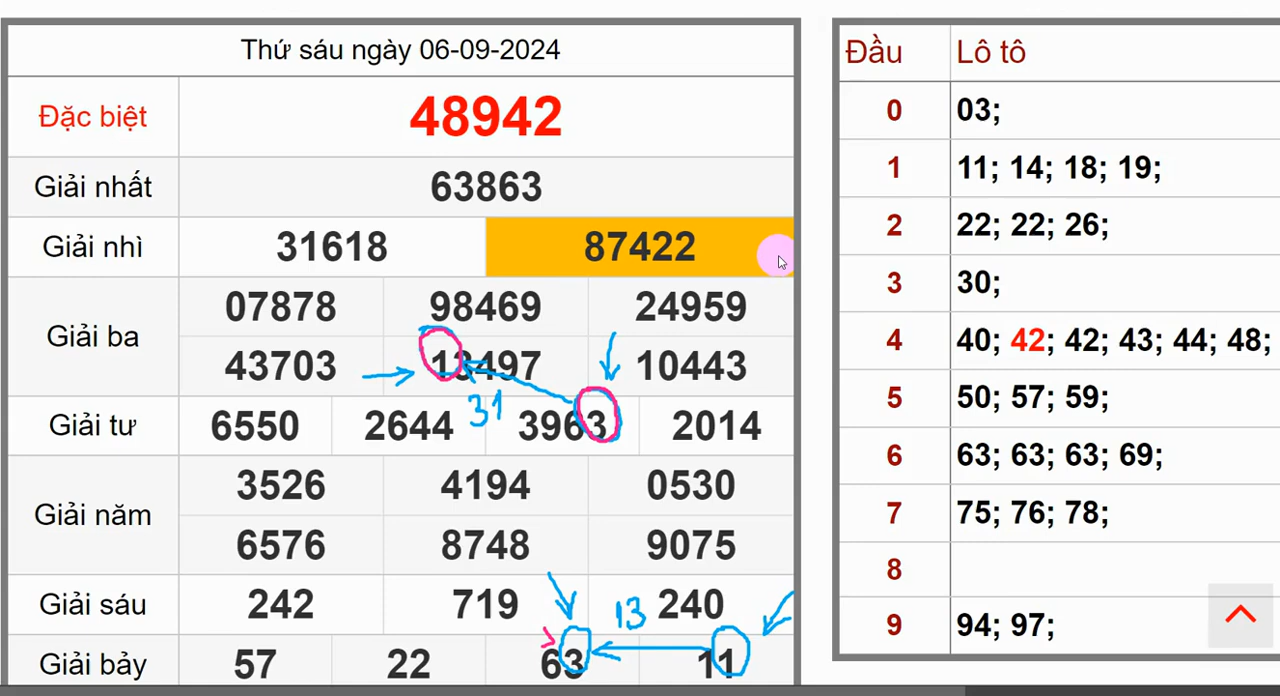 Thứ sáu ngày 06-09-2024
Đặc biệt 48942
Giải nhất 63863
Giải nhì 31618 87422
Giải ba 07878 98469 24959
43703 13497 10443
31
Giải tư 6550 2644 3963 2014
Giải năm 3526 4194 0530
6576 8748 9075
Giải sáu 242 719 240
13
Giải bảy 57 22 63 11
Đầu Lô tô
0 03;
1 11; 14; 18; 19;
2 22; 22; 26;
3 30;
4 40; 42; 42; 43; 44; 48;
5 50; 57; 59;
6 63; 63; 63; 69;
7 75; 76; 78;
8
9 94; 97;